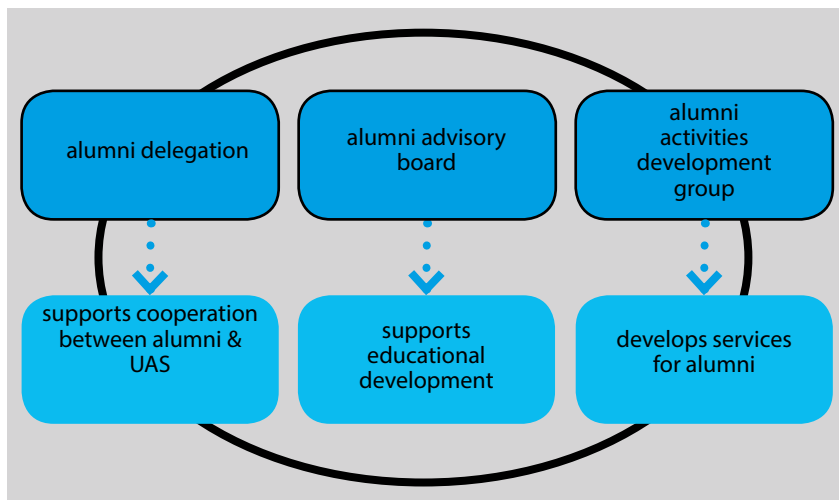 alumni delegation
alumni advisory
board
alumni
activities
development
group
supports cooperation
between alumni &
UAS
supports
educational
development
develops services
for alumni